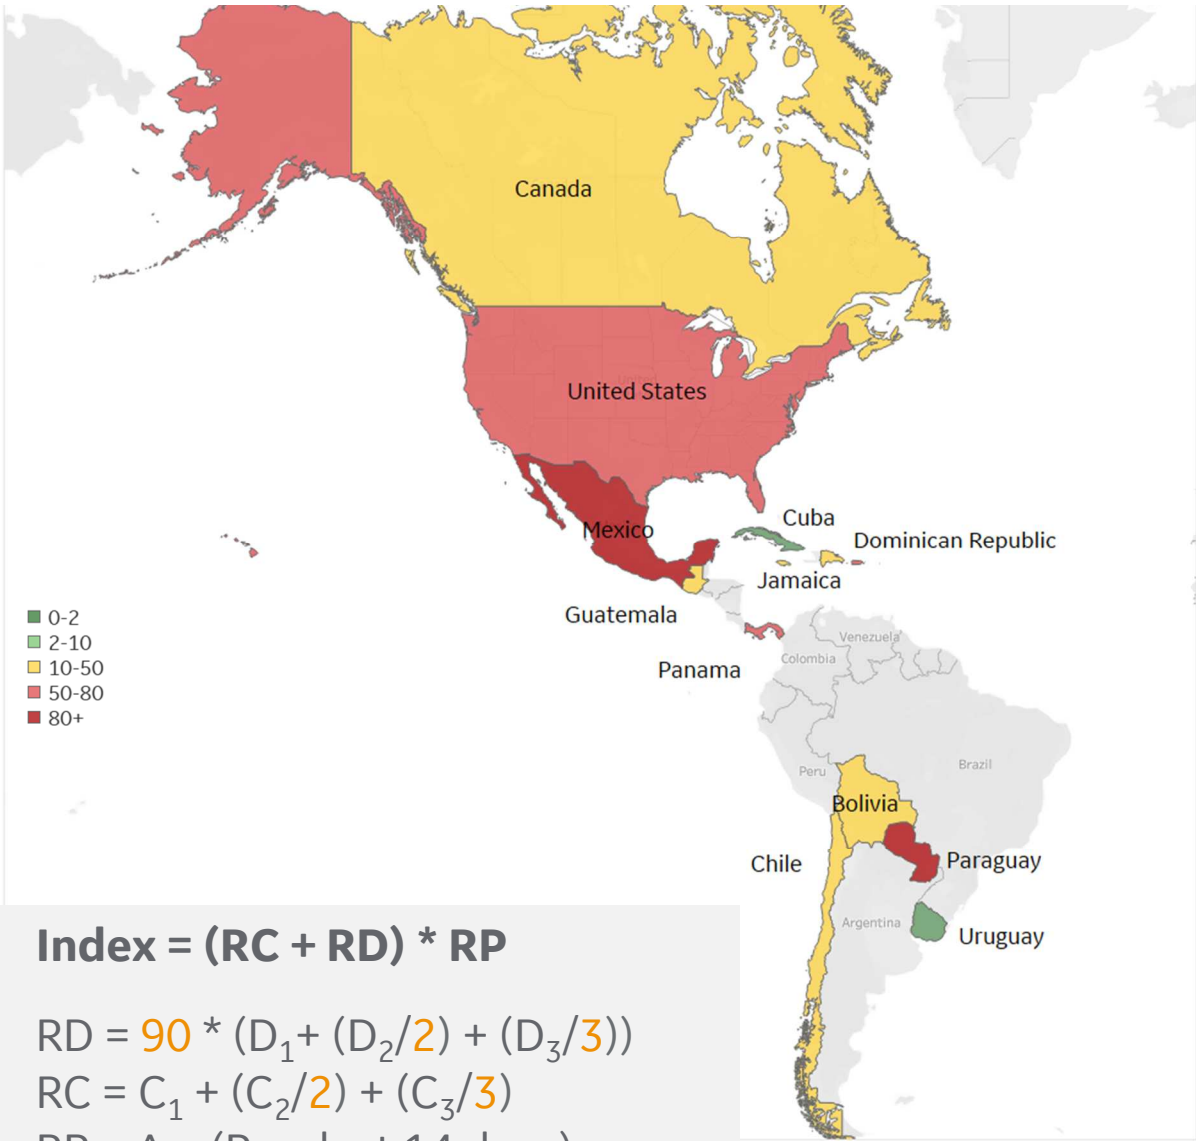 Canada
United States
Mexico
Cuba
Dominican Republic
Jamaica
Guatemala
Panama
Venezuela
Colombia
0-2
2-10
10-50
50-80
80+
Peru
Brazil
Bolivia
Chile
Paraguay
Argentina
Uruguay
Index = (RC + RD) * RP
RD = 90 * (D₁+ (D₂/2) + (D₃/3))
RC = C₁ + (C₂/2) + (C₃/3)